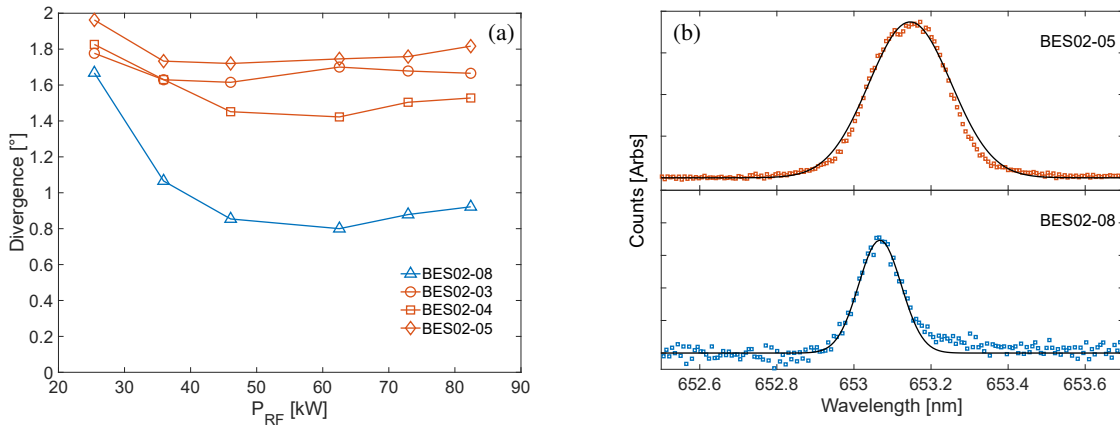 (a)
2
1.8
1.6
1.4
1.2
1
0.8
0.6
0.4
0.2
0
Divergence [°]
BES02-08
BES02-03
BES02-04
BES02-05
20 30 40 50 60 70 80 90
P_RF [kW]
(b)
BES02-05
BES02-08
Counts [Arbs]
652.6 652.8 653 653.2 653.4 653.6
Wavelength [nm]